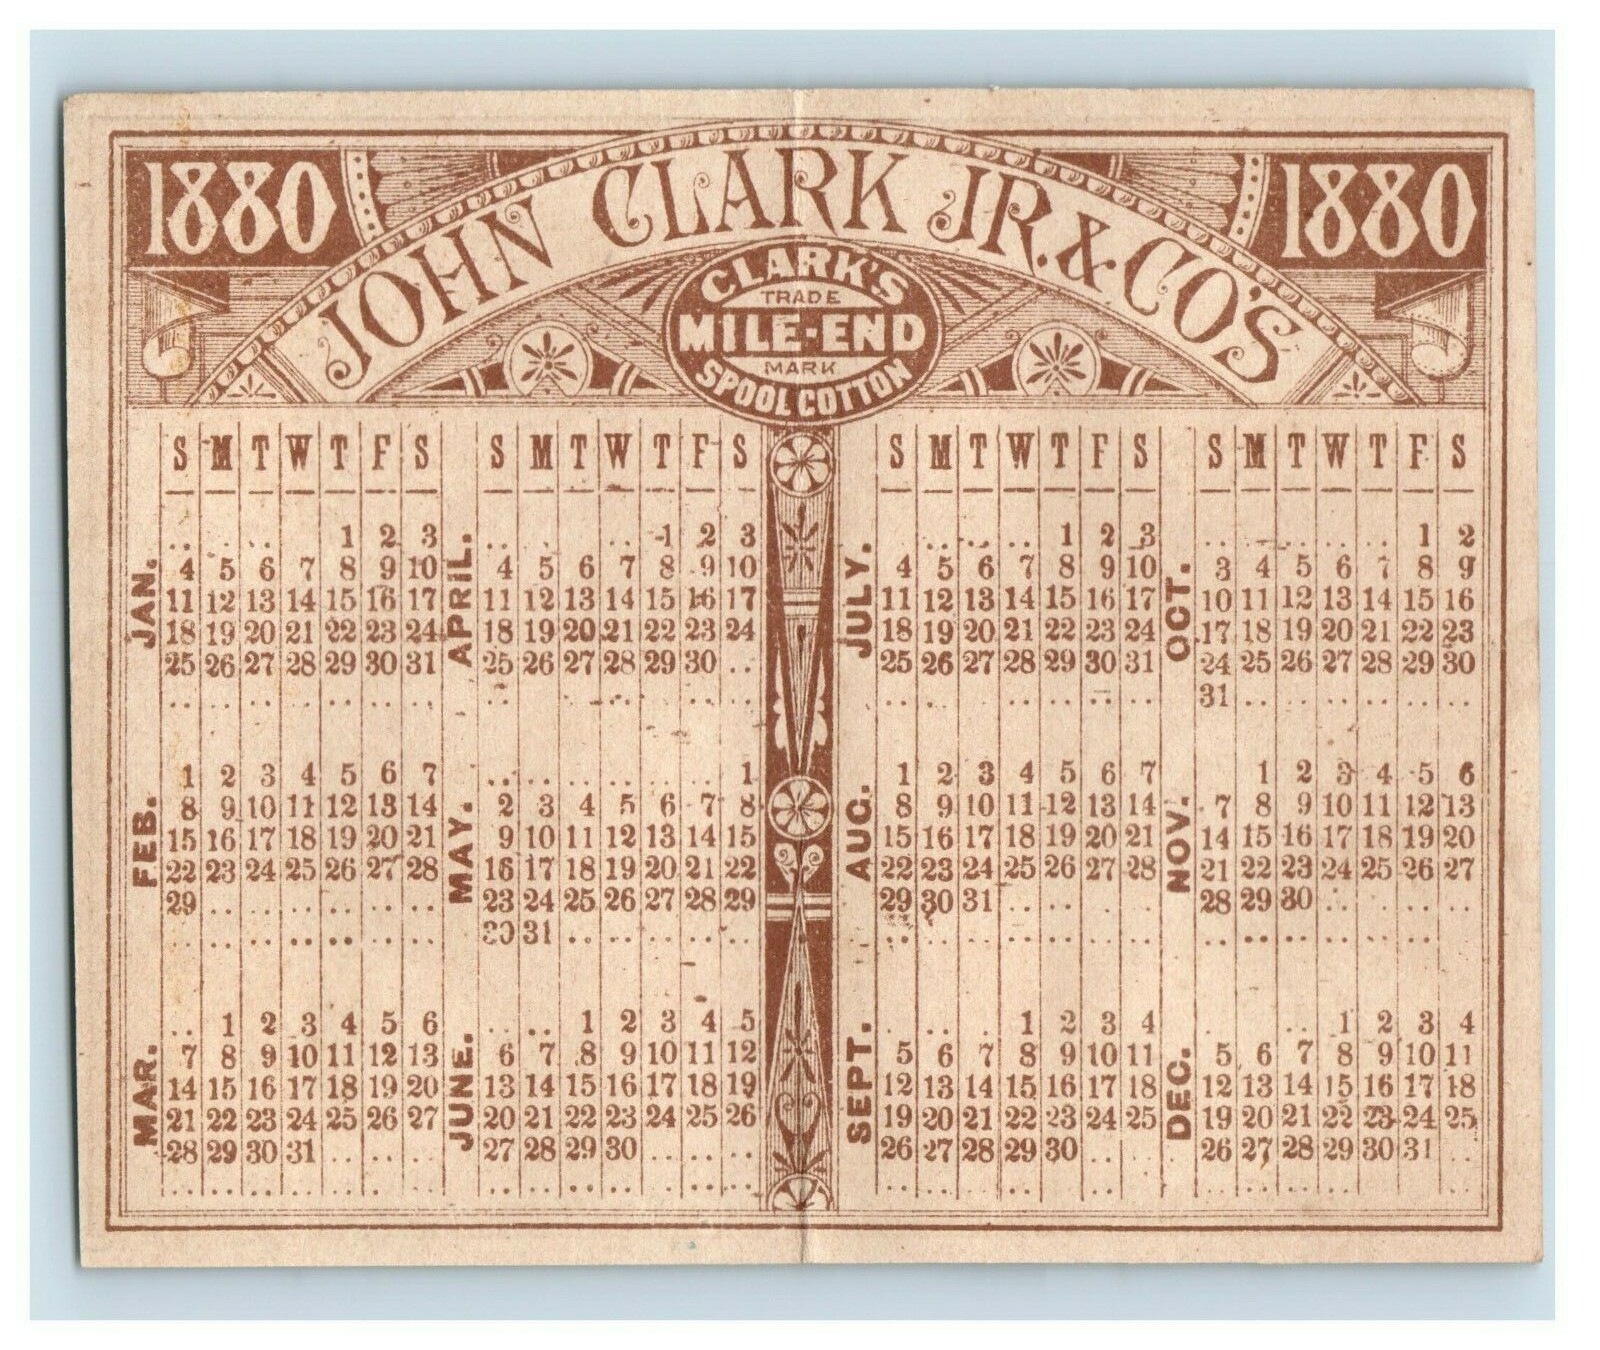 1880 1880
JOHN CLARK JR. & CO'S
CLARK'S
TRADE
MILE-END
MARK
SPOOL COTTON
S M T W T F S
JAN.
1 2 3
4 5 6 7 8 9 10
11 12 13 14 15 16 17
18 19 20 21 22 23 24
25 26 27 28 29 30 31
FEB.
1 2 3 4 5 6 7
8 9 10 11 12 13 14
15 16 17 18 19 20 21
22 23 24 25 26 27 28
29
MAR.
1 2 3 4 5 6
7 8 9 10 11 12 13
14 15 16 17 18 19 20
21 22 23 24 25 26 27
28 29 30 31
S M T W T F S
APRIL.
1 2 3
4 5 6 7 8 9 10
11 12 13 14 15 16 17
18 19 20 21 22 23 24
25 26 27 28 29 30
MAY.
1
2 3 4 5 6 7 8
9 10 11 12 13 14 15
16 17 18 19 20 21 22
23 24 25 26 27 28 29
30 31
JUNE.
1 2 3 4 5
6 7 8 9 10 11 12
13 14 15 16 17 18 19
20 21 22 23 24 25 26
27 28 29 30
S M T W T F S
JULY.
1 2 3
4 5 6 7 8 9 10
11 12 13 14 15 16 17
18 19 20 21 22 23 24
25 26 27 28 29 30 31
AUG.
1 2 3 4 5 6 7
8 9 10 11 12 13 14
15 16 17 18 19 20 21
22 23 24 25 26 27 28
29 30 31
SEPT.
1 2 3 4
5 6 7 8 9 10 11
12 13 14 15 16 17 18
19 20 21 22 23 24 25
26 27 28 29 30
S M T W T F S
OCT.
1 2
3 4 5 6 7 8 9
10 11 12 13 14 15 16
17 18 19 20 21 22 23
24 25 26 27 28 29 30
31
NOV.
1 2 3 4 5 6
7 8 9 10 11 12 13
14 15 16 17 18 19 20
21 22 23 24 25 26 27
28 29 30
DEC.
1 2 3 4
5 6 7 8 9 10 11
12 13 14 15 16 17 18
19 20 21 22 23 24 25
26 27 28 29 30 31